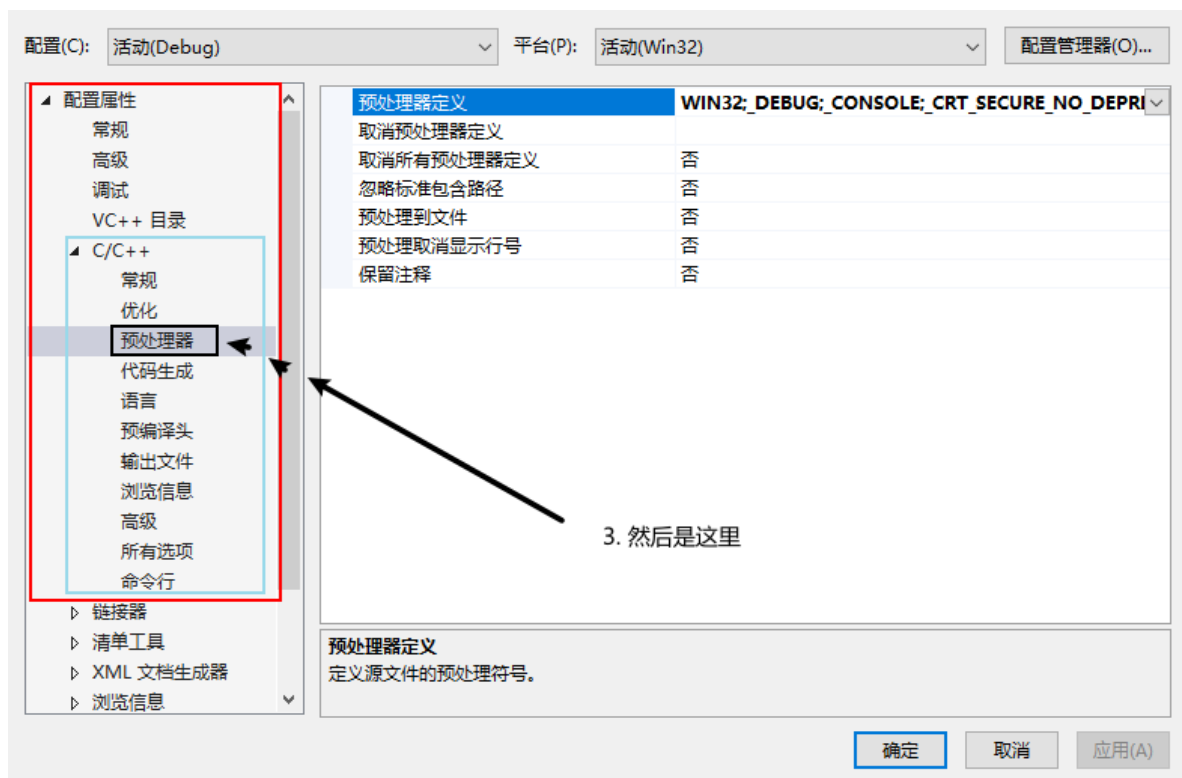 配置(C): 活动(Debug) 平台(P): 活动(Win32) 配置管理器(O)...
配置属性
常规
高级
调试
VC++ 目录
C/C++
常规
优化
预处理器
代码生成
语言
预编译头
输出文件
浏览信息
高级
所有选项
命令行
链接器
清单工具
XML 文档生成器
浏览信息
预处理器定义 WIN32;_DEBUG;_CONSOLE;_CRT_SECURE_NO_DEPRI
取消预处理器定义
取消所有预处理器定义 否
忽略标准包含路径 否
预处理到文件 否
预处理取消显示行号 否
保留注释 否
3. 然后是这里
预处理器定义
定义源文件的预处理符号。
确定 取消 应用(A)